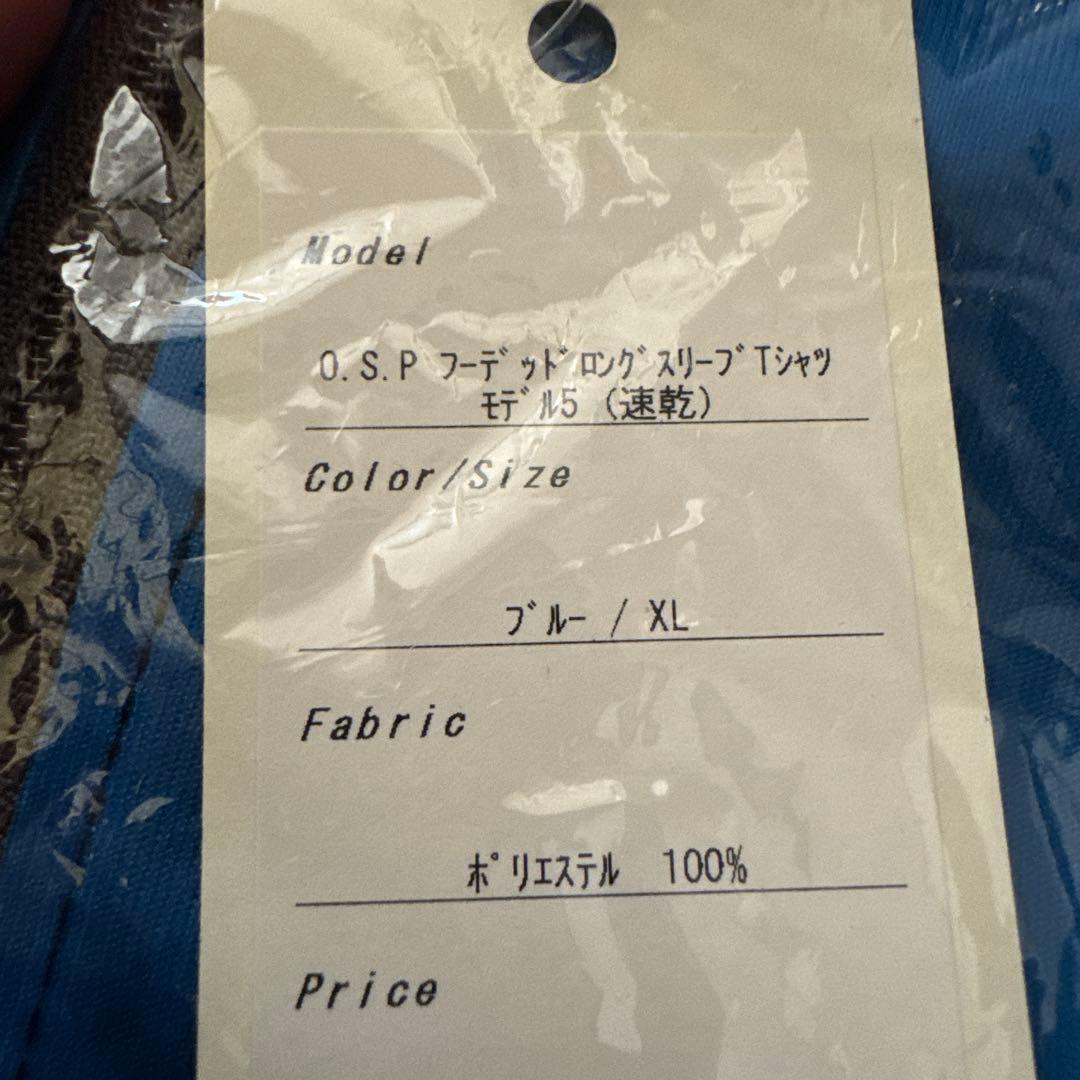 Model
O.S.P ﾌｰﾃﾞｯﾄﾞﾛﾝｸﾞｽﾘｰﾌﾞTｼｬﾂ
ﾓﾃﾞﾙ5 (速乾)
Color/Size
ﾌﾞﾙｰ / XL
Fabric
ﾎﾟﾘｴｽﾃﾙ 100%
Price